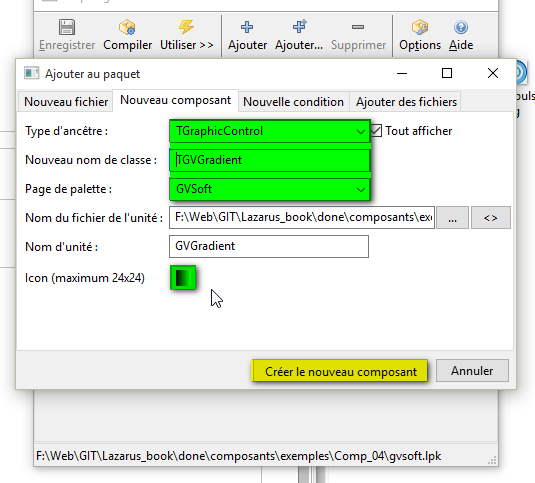 Enregistrer Compiler Utiliser >> Ajouter Ajouter... Supprimer Options Aide
Ajouter au paquet
Nouveau fichier Nouveau composant Nouvelle condition Ajouter des fichiers
Type d'ancêtre : TGraphicControl Tout afficher
Nouveau nom de classe : TGVGradient
Page de palette : GVSoft
Nom du fichier de l'unité : F:\Web\GIT\Lazarus_book\done\composants\exe ... <>
Nom d'unité : GVGradient
Icon (maximum 24x24)
Créer le nouveau composant Annuler
F:\Web\GIT\Lazarus_book\done\composants\exemples\Comp_04\gvsoft.lpk